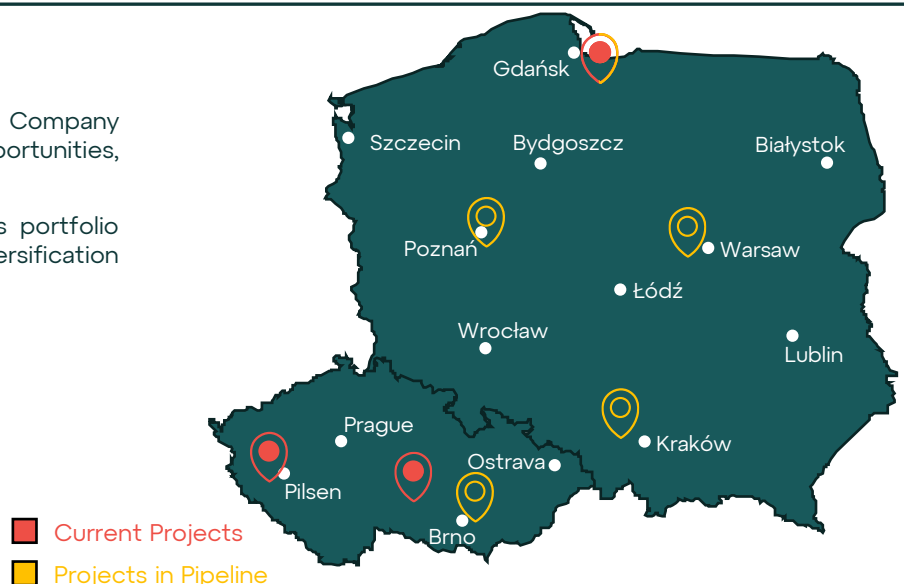 Company
portunities,
s portfolio
ersification
Gdańsk
Szczecin
Bydgoszcz
Białystok
Poznań
Warsaw
Łódź
Wrocław
Lublin
Prague
Kraków
Ostrava
Pilsen
Brno
Current Projects
Projects in Pipeline